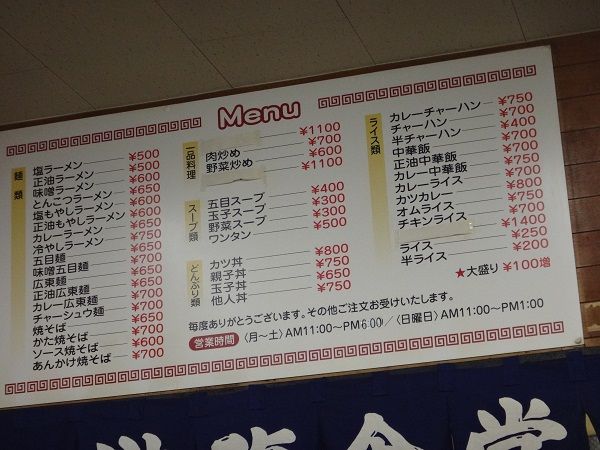 Menu
麺類
塩ラーメン ¥500
正油ラーメン ¥500
味噌ラーメン ¥600
とんこつラーメン ¥650
塩もやしラーメン ¥600
正油もやしラーメン ¥650
カレーラーメン ¥650
冷やしラーメン ¥750
五目麺 ¥650
味噌五目麺 ¥700
広東麺 ¥750
正油広東麺 ¥650
カレー広東麺 ¥650
チャーシュウ麺 ¥700
焼そば ¥700
かた焼そば ¥700
ソース焼そば ¥600
あんかけ焼そば ¥700
一品料理
¥1100
肉炒め ¥700
野菜炒め ¥600
¥1100
スープ類
五目スープ ¥400
玉子スープ ¥300
野菜スープ ¥300
ワンタン ¥500
どんぶり類
カツ丼 ¥800
親子丼 ¥750
玉子丼 ¥650
他人丼 ¥750
ライス類
カレーチャーハン ¥750
チャーハン ¥700
半チャーハン ¥400
中華飯 ¥700
正油中華飯 ¥700
カレー中華飯 ¥750
カレーライス ¥700
カツカレー ¥800
オムライス ¥750
チキンライス ¥700
¥1400
ライス ¥250
半ライス ¥200
★大盛り ¥100増
毎度ありがとうございます。その他ご注文お受けいたします。
営業時間 〈月〜土〉AM11:00〜PM6:00/〈日曜日〉AM11:00〜PM1:00
食堂